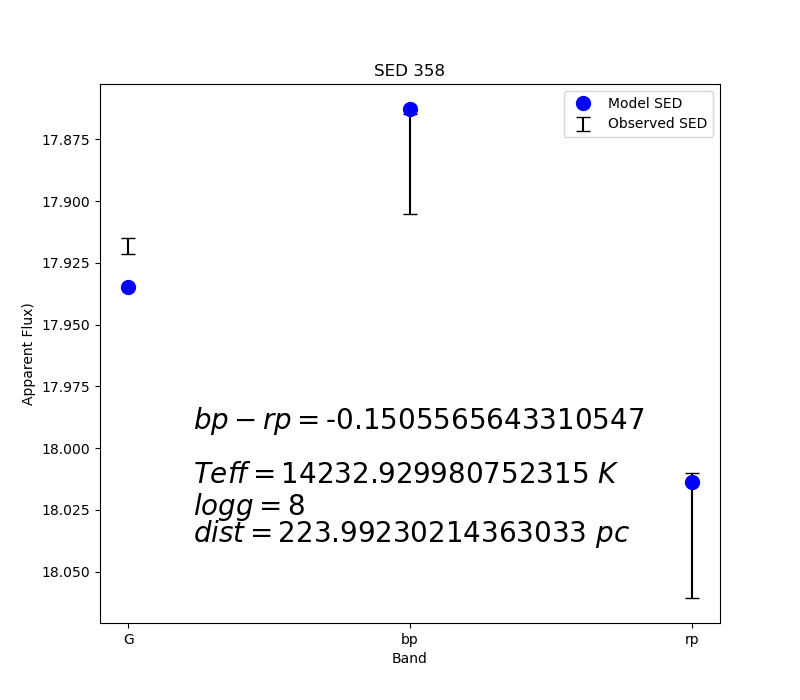 SED 358
Model SED
Observed SED
17.875
17.900
17.925
17.950
17.975
18.000
18.025
18.050
Apparent Flux)
bp − rp = -0.1505565643310547
Teff = 14232.929980752315 K
logg = 8
dist = 223.99230214363033 pc
G bp rp
Band